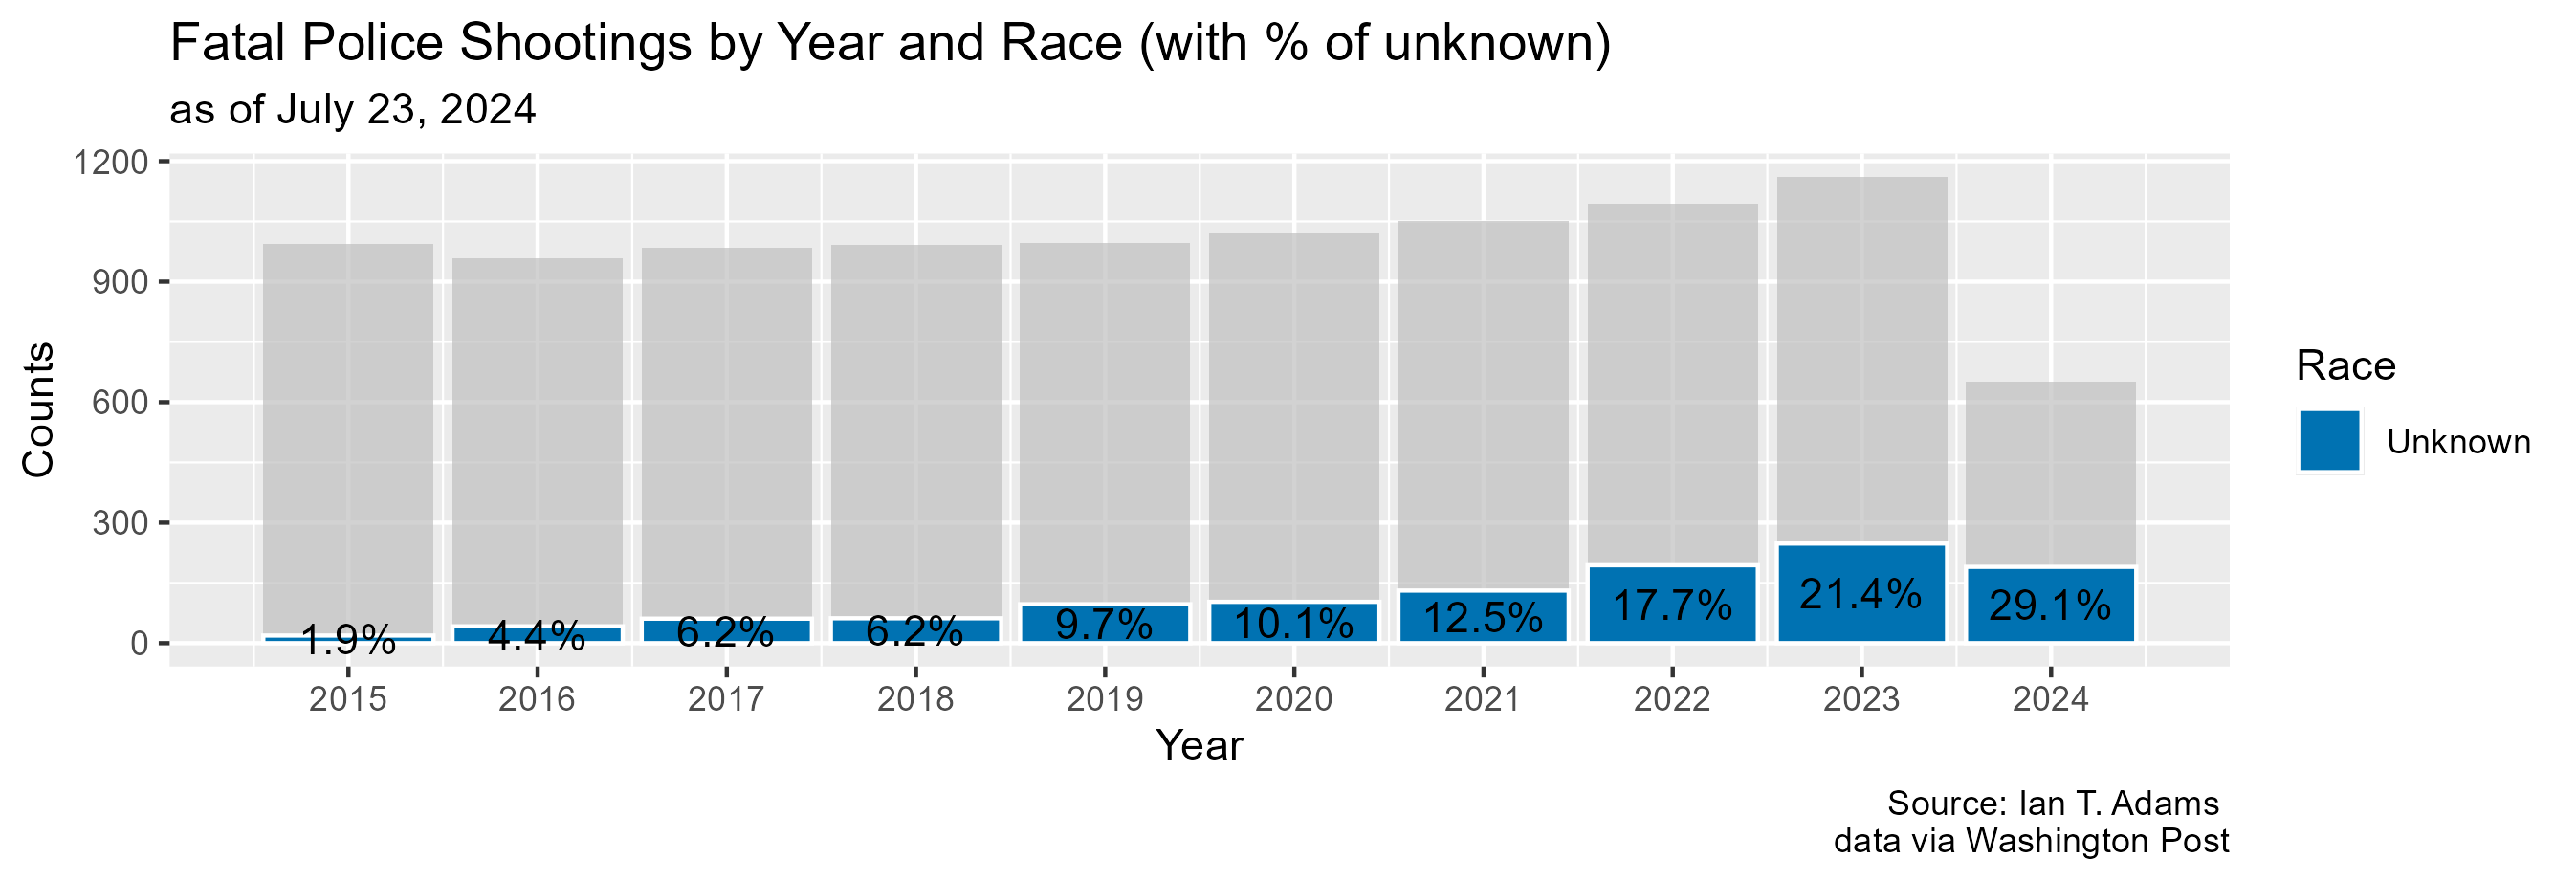 Fatal Police Shootings by Year and Race (with % of unknown)
as of July 23, 2024
1200
900
600
300
0
Counts
1.9% 4.4% 6.2% 6.2% 9.7% 10.1% 12.5% 17.7% 21.4% 29.1%
2015 2016 2017 2018 2019 2020 2021 2022 2023 2024
Year
Race
Unknown
Source: Ian T. Adams
data via Washington Post